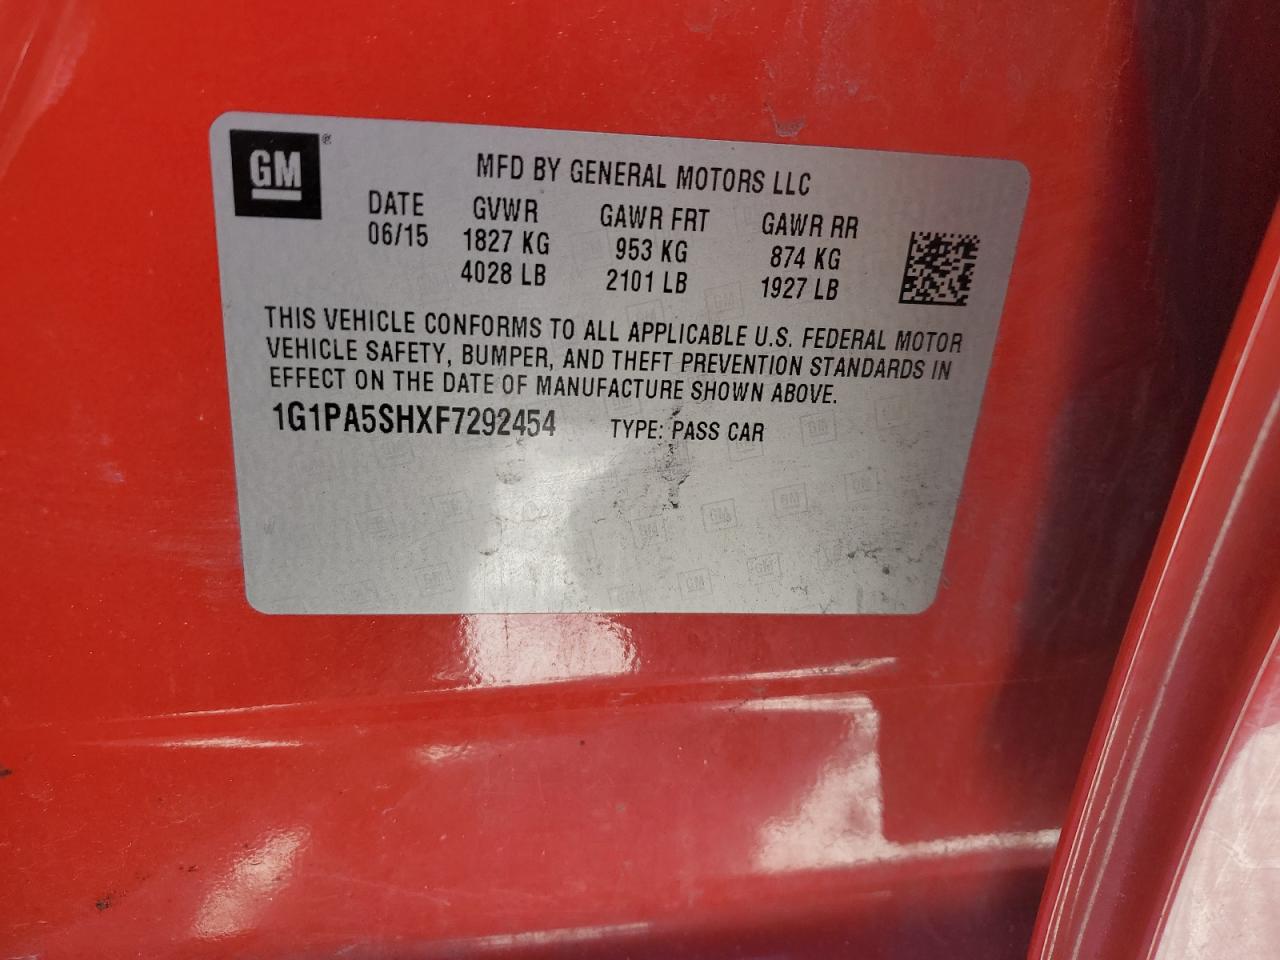 GM ®
MFD BY GENERAL MOTORS LLC
DATE GVWR GAWR FRT GAWR RR
06/15 1827 KG 953 KG 874 KG
4028 LB 2101 LB 1927 LB
THIS VEHICLE CONFORMS TO ALL APPLICABLE U.S. FEDERAL MOTOR
VEHICLE SAFETY, BUMPER, AND THEFT PREVENTION STANDARDS IN
EFFECT ON THE DATE OF MANUFACTURE SHOWN ABOVE.
1G1PA5SHXF7292454 TYPE: PASS CAR